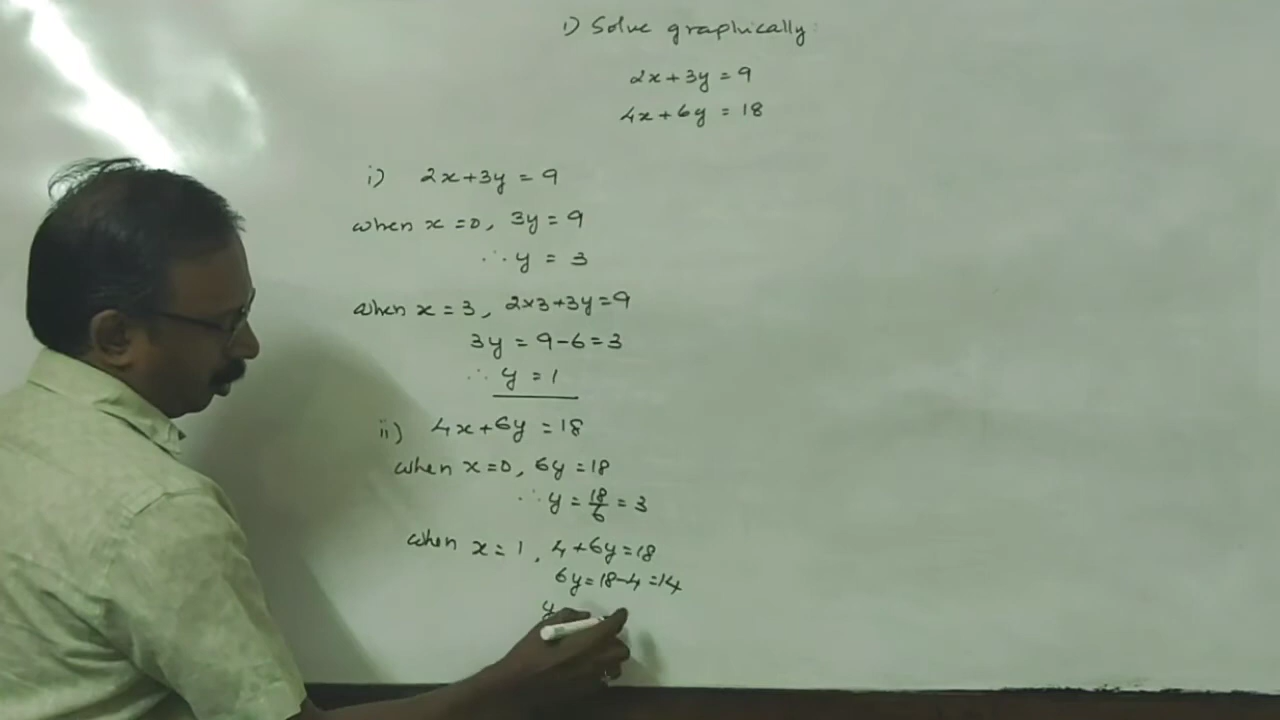 1) Solve graphically
2x+3y = 9
4x+6y = 18
i) 2x+3y = 9
when x =0, 3y = 9
∴ y = 3
when x = 3, 2×3+3y=9
3y = 9-6=3
∴ y = 1
ii) 4x+6y =18
when x=0, 6y =18
∴ y = 18/6 = 3
when x=1, 4+6y=18
6y=18-4=14
y